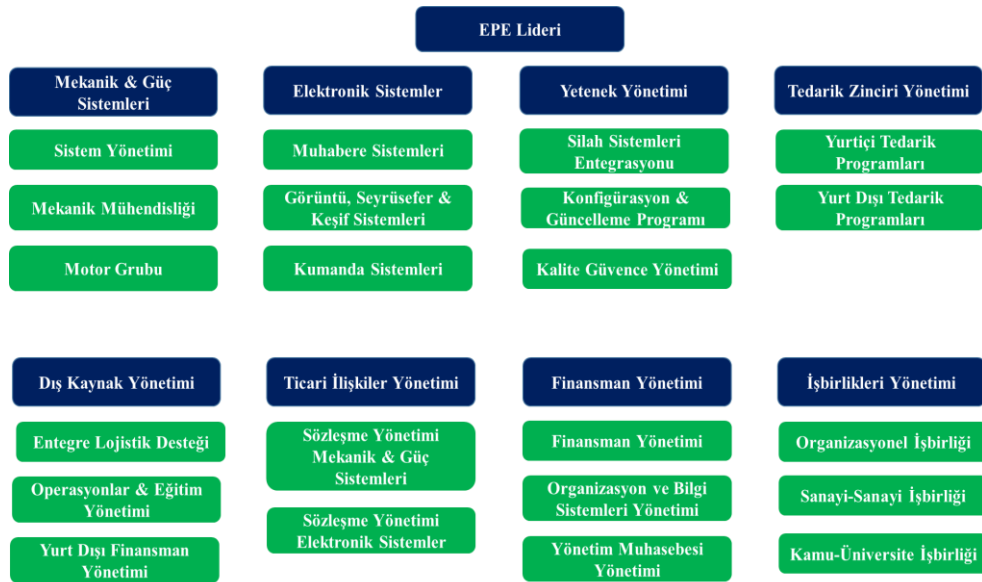 EPE Lideri
Mekanik & Güç
Sistemleri
Sistem Yönetimi
Mekanik Mühendisliği
Motor Grubu
Elektronik Sistemler
Muhabere Sistemleri
Görüntü, Seyrüsefer &
Keşif Sistemleri
Kumanda Sistemleri
Yetenek Yönetimi
Silah Sistemleri
Entegrasyonu
Konfigürasyon &
Güncelleme Programı
Kalite Güvence Yönetimi
Tedarik Zinciri Yönetimi
Yurtiçi Tedarik
Programları
Yurt Dışı Tedarik
Programları
Dış Kaynak Yönetimi
Entegre Lojistik Desteği
Operasyonlar & Eğitim
Yönetimi
Yurt Dışı Finansman
Yönetimi
Ticari İlişkiler Yönetimi
Sözleşme Yönetimi
Mekanik & Güç
Sistemleri
Sözleşme Yönetimi
Elektronik Sistemler
Finansman Yönetimi
Finansman Yönetimi
Organizasyon ve Bilgi
Sistemleri Yönetimi
Yönetim Muhasebesi
Yönetimi
İşbirlikleri Yönetimi
Organizasyonel İşbirliği
Sanayi-Sanayi İşbirliği
Kamu-Üniversite İşbirliği